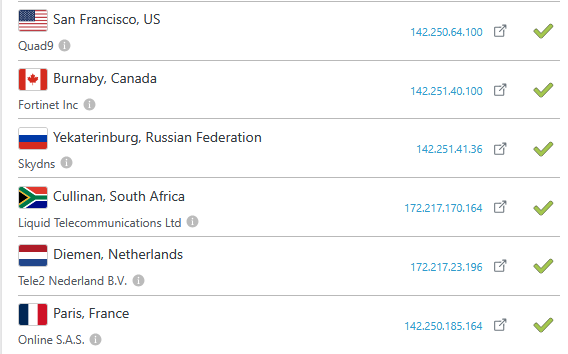 San Francisco, US
142.250.64.100
Quad9
Burnaby, Canada
142.251.40.100
Fortinet Inc
Yekaterinburg, Russian Federation
142.251.41.36
Skydns
Cullinan, South Africa
172.217.170.164
Liquid Telecommunications Ltd
Diemen, Netherlands
172.217.23.196
Tele2 Nederland B.V.
Paris, France
142.250.185.164
Online S.A.S.